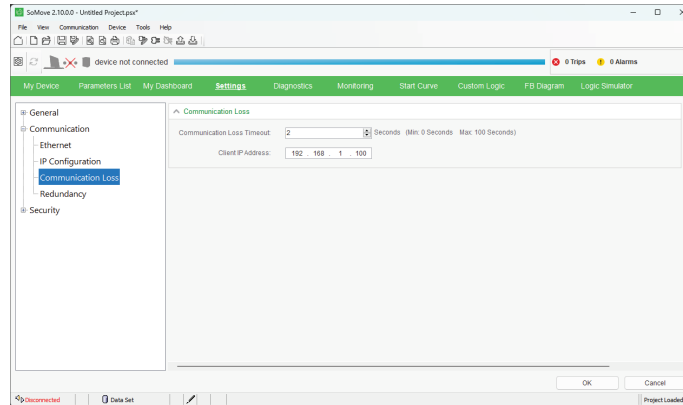 SoMove 2.10.0.0 - Untitled Project.psx*
File View Communication Device Tools Help
device not connected
0 Trips ! 0 Alarms
My Device Parameters List My Dashboard Settings Diagnostics Monitoring Start Curve Custom Logic FB Diagram Logic Simulator
General
Communication
Ethernet
IP Configuration
Communication Loss
Redundancy
Security
Communication Loss
Communication Loss Timeout: 2 Seconds (Min: 0 Seconds Max: 100 Seconds)
Client IP Address: 192 . 168 . 1 . 100
OK Cancel
Disconnected Data Set Project Loaded